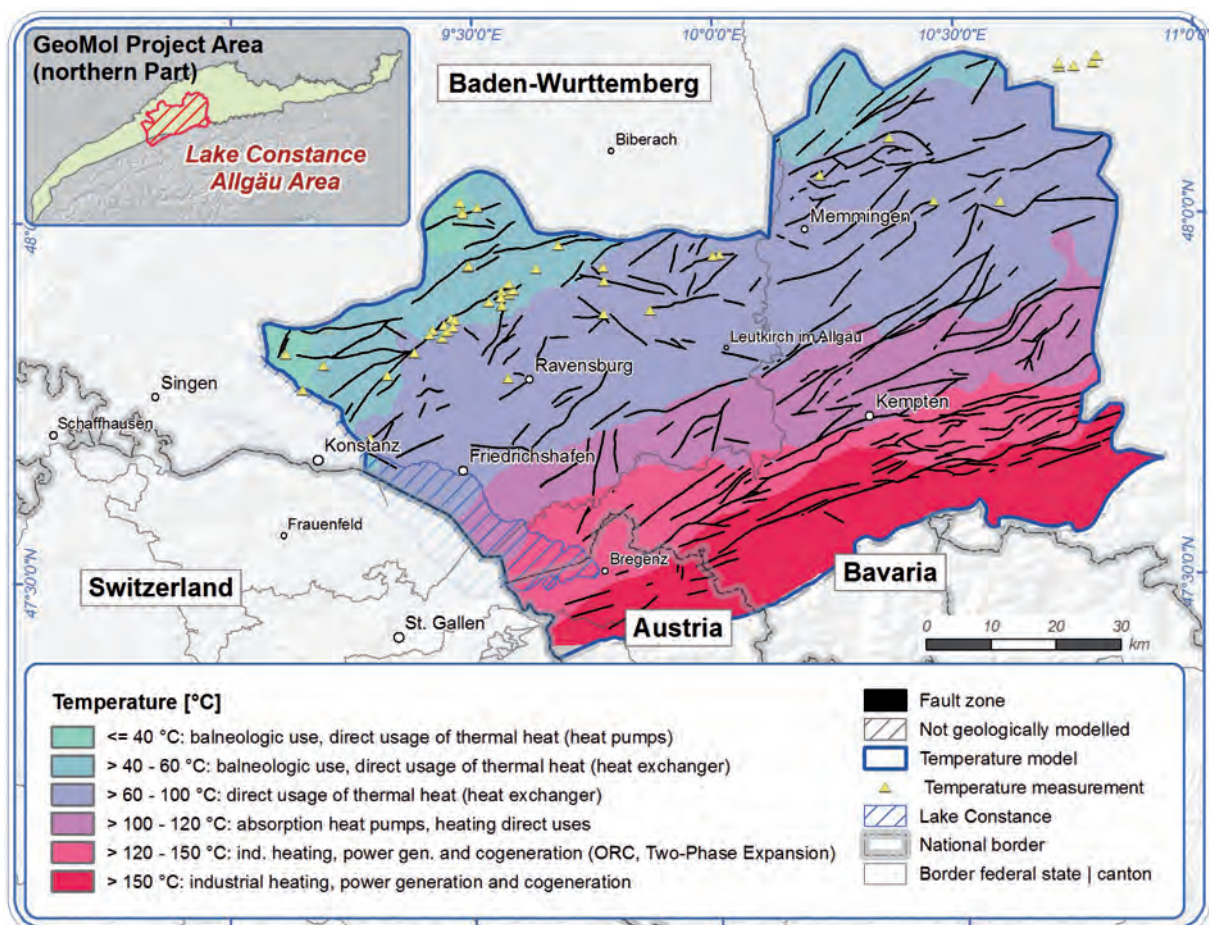 GeoMol Project Area
(northern Part)
Lake Constance
Allgäu Area
9°30'0"E
10°0'0"E
10°30'0"E
11°0'0"E
Baden-Wurttemberg
Biberach
48°0'0"N
Memmingen
Leutkirch im Allgäu
Ravensburg
Singen
Kempten
Schaffhausen
Konstanz
Friedrichshafen
Frauenfeld
Bregenz
47°30'0"N
Switzerland
Bavaria
St. Gallen
Austria
0 10 20 30
km
Temperature [°C]
<= 40 °C: balneologic use, direct usage of thermal heat (heat pumps)
> 40 - 60 °C: balneologic use, direct usage of thermal heat (heat exchanger)
> 60 - 100 °C: direct usage of thermal heat (heat exchanger)
> 100 - 120 °C: absorption heat pumps, heating direct uses
> 120 - 150 °C: ind. heating, power gen. and cogeneration (ORC, Two-Phase Expansion)
> 150 °C: industrial heating, power generation and cogeneration
Fault zone
Not geologically modelled
Temperature model
Temperature measurement
Lake Constance
National border
Border federal state | canton